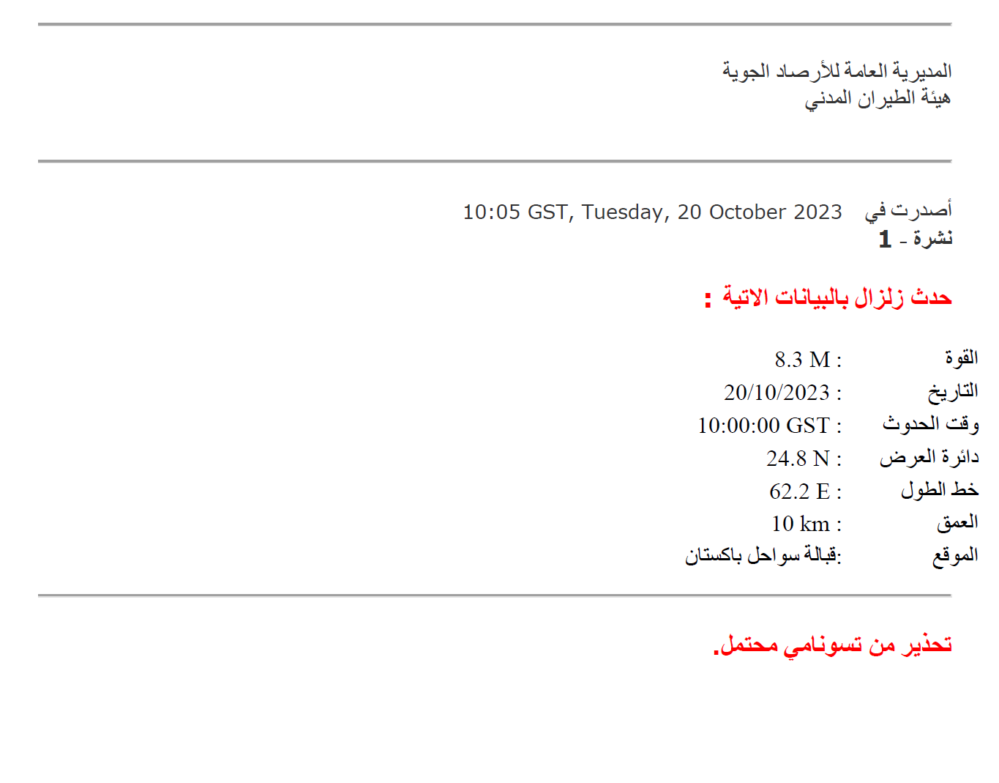 المديرية العامة للأرصاد الجوية
هيئة الطيران المدني
أصدرت في 10:05 GST, Tuesday, 20 October 2023
نشرة - 1
حدث زلزال بالبيانات الاتية :
القوة : 8.3 M
التاريخ : 20/10/2023
وقت الحدوث : 10:00:00 GST
دائرة العرض : 24.8 N
خط الطول : 62.2 E
العمق : 10 km
الموقع :قبالة سواحل باكستان
تحذير من تسونامي محتمل.